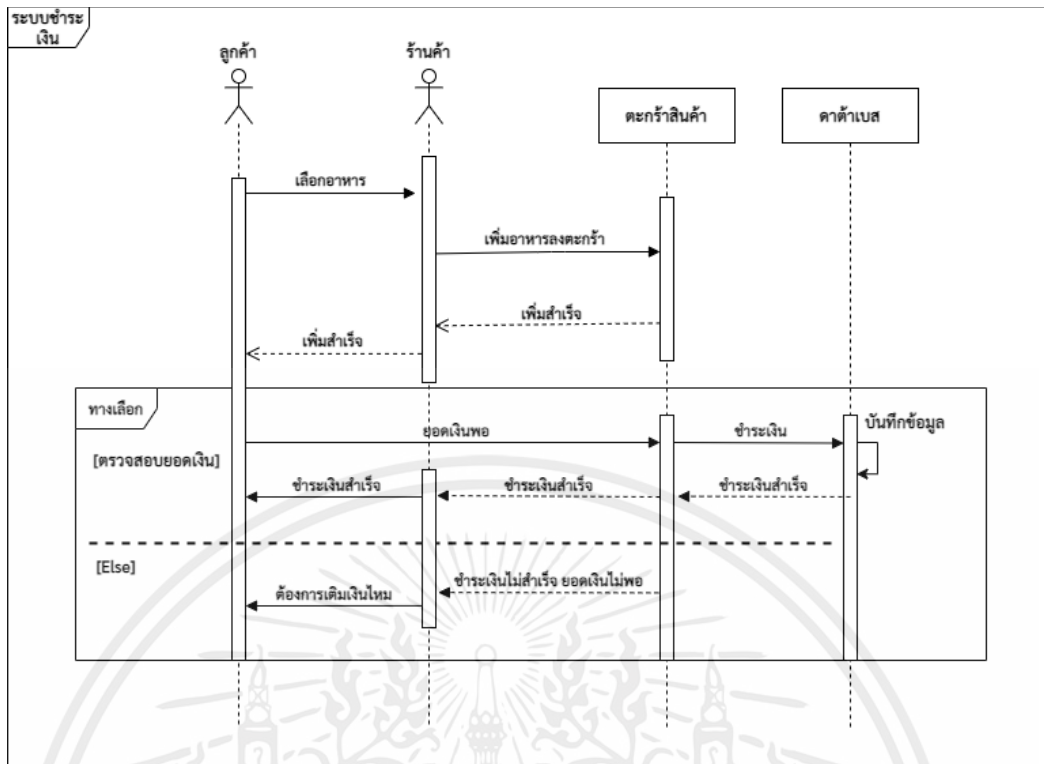 ระบบชำระ
เงิน
ลูกค้า
ร้านค้า
ตะกร้าสินค้า
ดาต้าเบส
เลือกอาหาร
เพิ่มอาหารลงตะกร้า
เพิ่มสำเร็จ
เพิ่มสำเร็จ
ทางเลือก
ยอดเงินพอ
ชำระเงิน
บันทึกข้อมูล
[ตรวจสอบยอดเงิน]
ชำระเงินสำเร็จ
ชำระเงินสำเร็จ
ชำระเงินสำเร็จ
[Else]
ชำระเงินไม่สำเร็จ ยอดเงินไม่พอ
ต้องการเติมเงินไหม